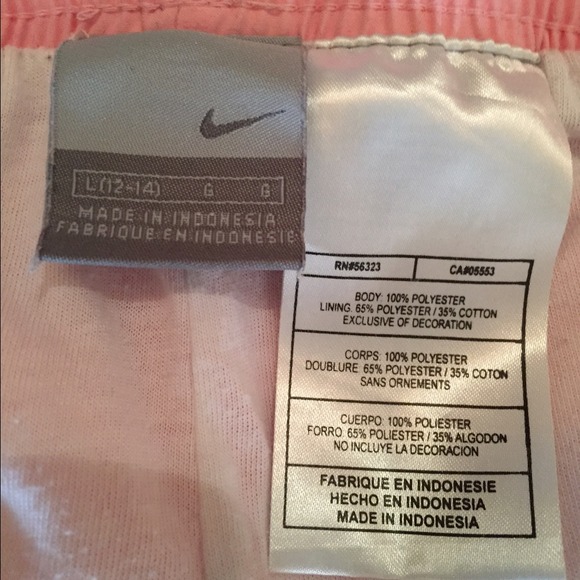 L(12-14) G G
MADE IN INDONESIA
FABRIQUE EN INDONESIE
RN#56323 CA#05553
BODY: 100% POLYESTER
LINING: 65% POLYESTER / 35% COTTON
EXCLUSIVE OF DECORATION
CORPS: 100% POLYESTER
DOUBLURE: 65% POLYESTER / 35% COTON
SANS ORNEMENTS
CUERPO: 100% POLIESTER
FORRO: 65% POLIESTER / 35% ALGODON
NO INCLUYE LA DECORACION
FABRIQUE EN INDONESIE
HECHO EN INDONESIA
MADE IN INDONESIA